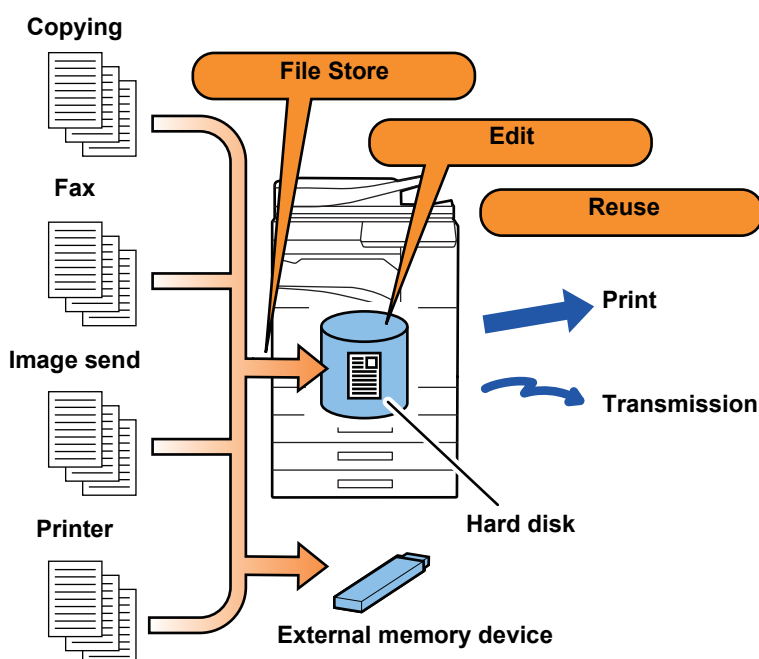 Copying
File Store
Edit
Fax
Reuse
Print
Image send
Transmission
Hard disk
Printer
External memory device